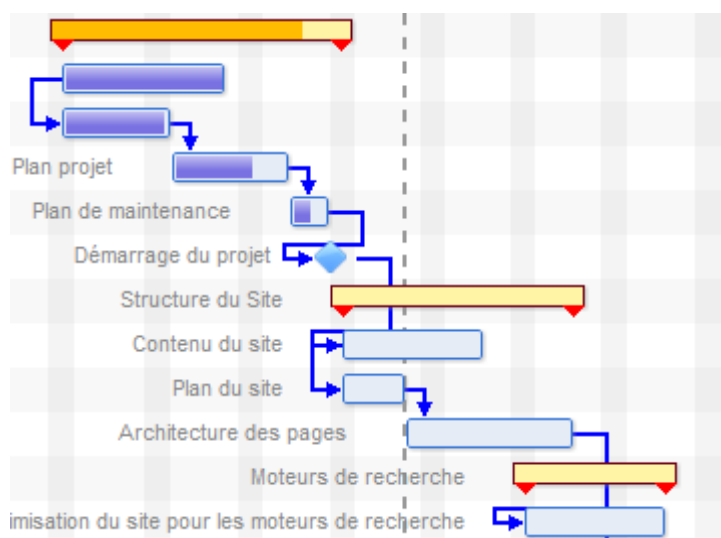 Plan projet
Plan de maintenance
Démarrage du projet
Structure du Site
Contenu du site
Plan du site
Architecture des pages
Moteurs de recherche
du site pour les moteurs de recherche